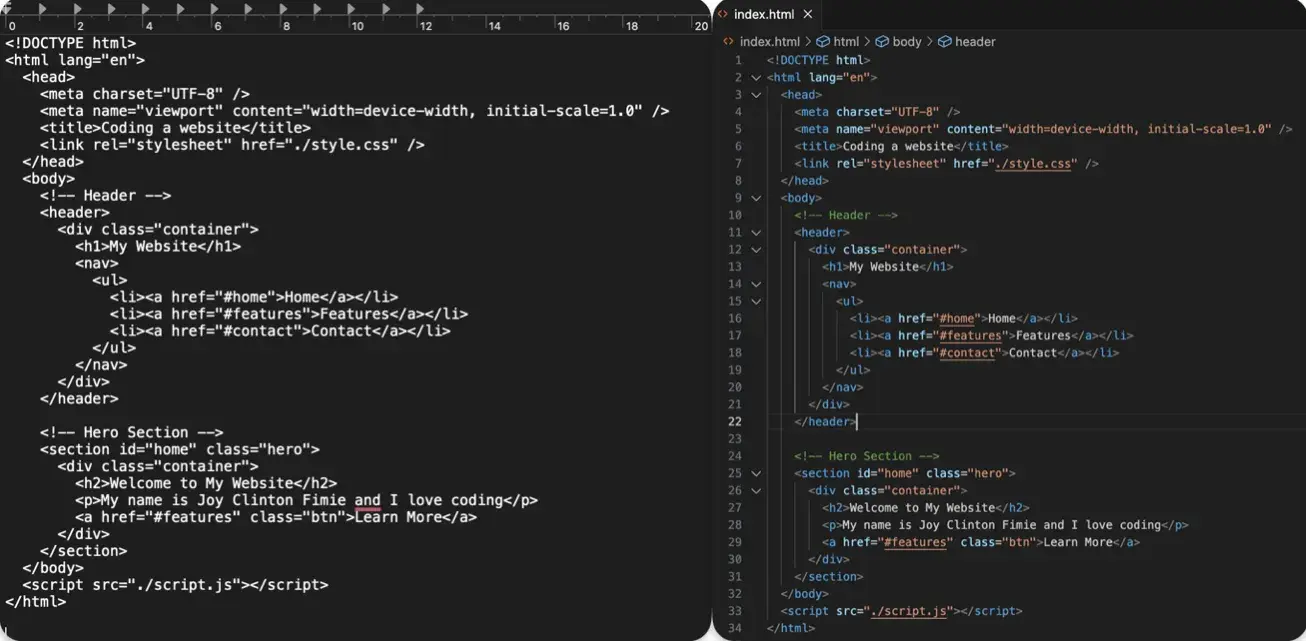 0 2 4 6 8 10 12 14 16 18 20
<!DOCTYPE html>
<html lang="en">
  <head>
    <meta charset="UTF-8" />
    <meta name="viewport" content="width=device-width, initial-scale=1.0" />
    <title>Coding a website</title>
    <link rel="stylesheet" href="./style.css" />
  </head>
  <body>
    <!-- Header -->
    <header>
      <div class="container">
        <h1>My Website</h1>
        <nav>
          <ul>
            <li><a href="#home">Home</a></li>
            <li><a href="#features">Features</a></li>
            <li><a href="#contact">Contact</a></li>
          </ul>
        </nav>
      </div>
    </header>

    <!-- Hero Section -->
    <section id="home" class="hero">
      <div class="container">
        <h2>Welcome to My Website</h2>
        <p>My name is Joy Clinton Fimie and I love coding</p>
        <a href="#features" class="btn">Learn More</a>
      </div>
    </section>
  </body>
  <script src="./script.js"></script>
</html>
index.html
index.html > html > body > header
1 <!DOCTYPE html>
2 <html lang="en">
3   <head>
4     <meta charset="UTF-8" />
5     <meta name="viewport" content="width=device-width, initial-scale=1.0" />
6     <title>Coding a website</title>
7     <link rel="stylesheet" href="./style.css" />
8   </head>
9   <body>
10     <!-- Header -->
11     <header>
12       <div class="container">
13         <h1>My Website</h1>
14         <nav>
15           <ul>
16             <li><a href="#home">Home</a></li>
17             <li><a href="#features">Features</a></li>
18             <li><a href="#contact">Contact</a></li>
19           </ul>
20         </nav>
21       </div>
22     </header>
23
24     <!-- Hero Section -->
25     <section id="home" class="hero">
26       <div class="container">
27         <h2>Welcome to My Website</h2>
28         <p>My name is Joy Clinton Fimie and I love coding</p>
29         <a href="#features" class="btn">Learn More</a>
30       </div>
31     </section>
32   </body>
33   <script src="./script.js"></script>
34 </html>